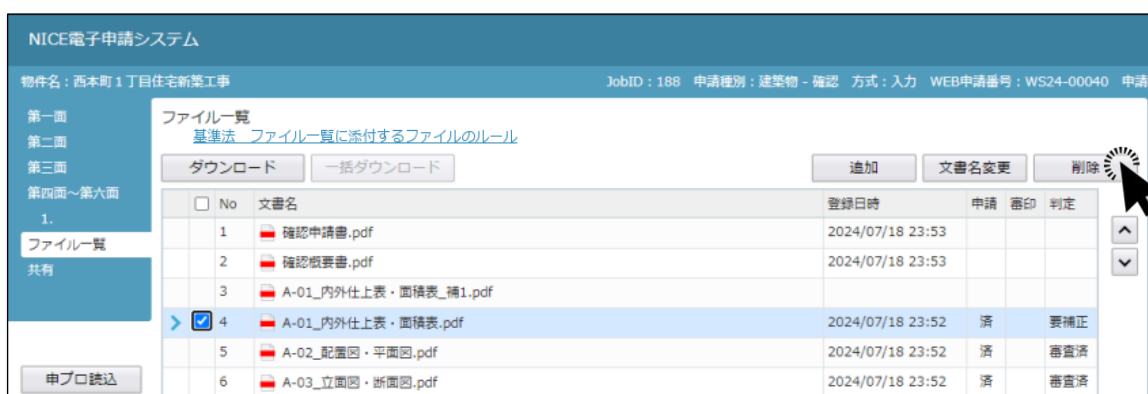 NICE電子申請システム
物件名：西本町１丁目住宅新築工事 JobID：188 申請種別：建築物 - 確認 方式：入力 WEB申請番号：WS24-00040 申請
第一面
第二面
第三面
第四面～第六面
1.
ファイル一覧
共有
申プロ読込
ファイル一覧
基準法　ファイル一覧に添付するファイルのルール
ダウンロード 一括ダウンロード 追加 文書名変更 削除
No 文書名 登録日時 申請 審印 判定
1 確認申請書.pdf 2024/07/18 23:53
2 確認概要書.pdf 2024/07/18 23:53
3 A-01_内外仕上表・面積表_補1.pdf
4 A-01_内外仕上表・面積表.pdf 2024/07/18 23:52 済 要補正
5 A-02_配置図・平面図.pdf 2024/07/18 23:52 済 審査済
6 A-03_立面図・断面図.pdf 2024/07/18 23:52 済 審査済